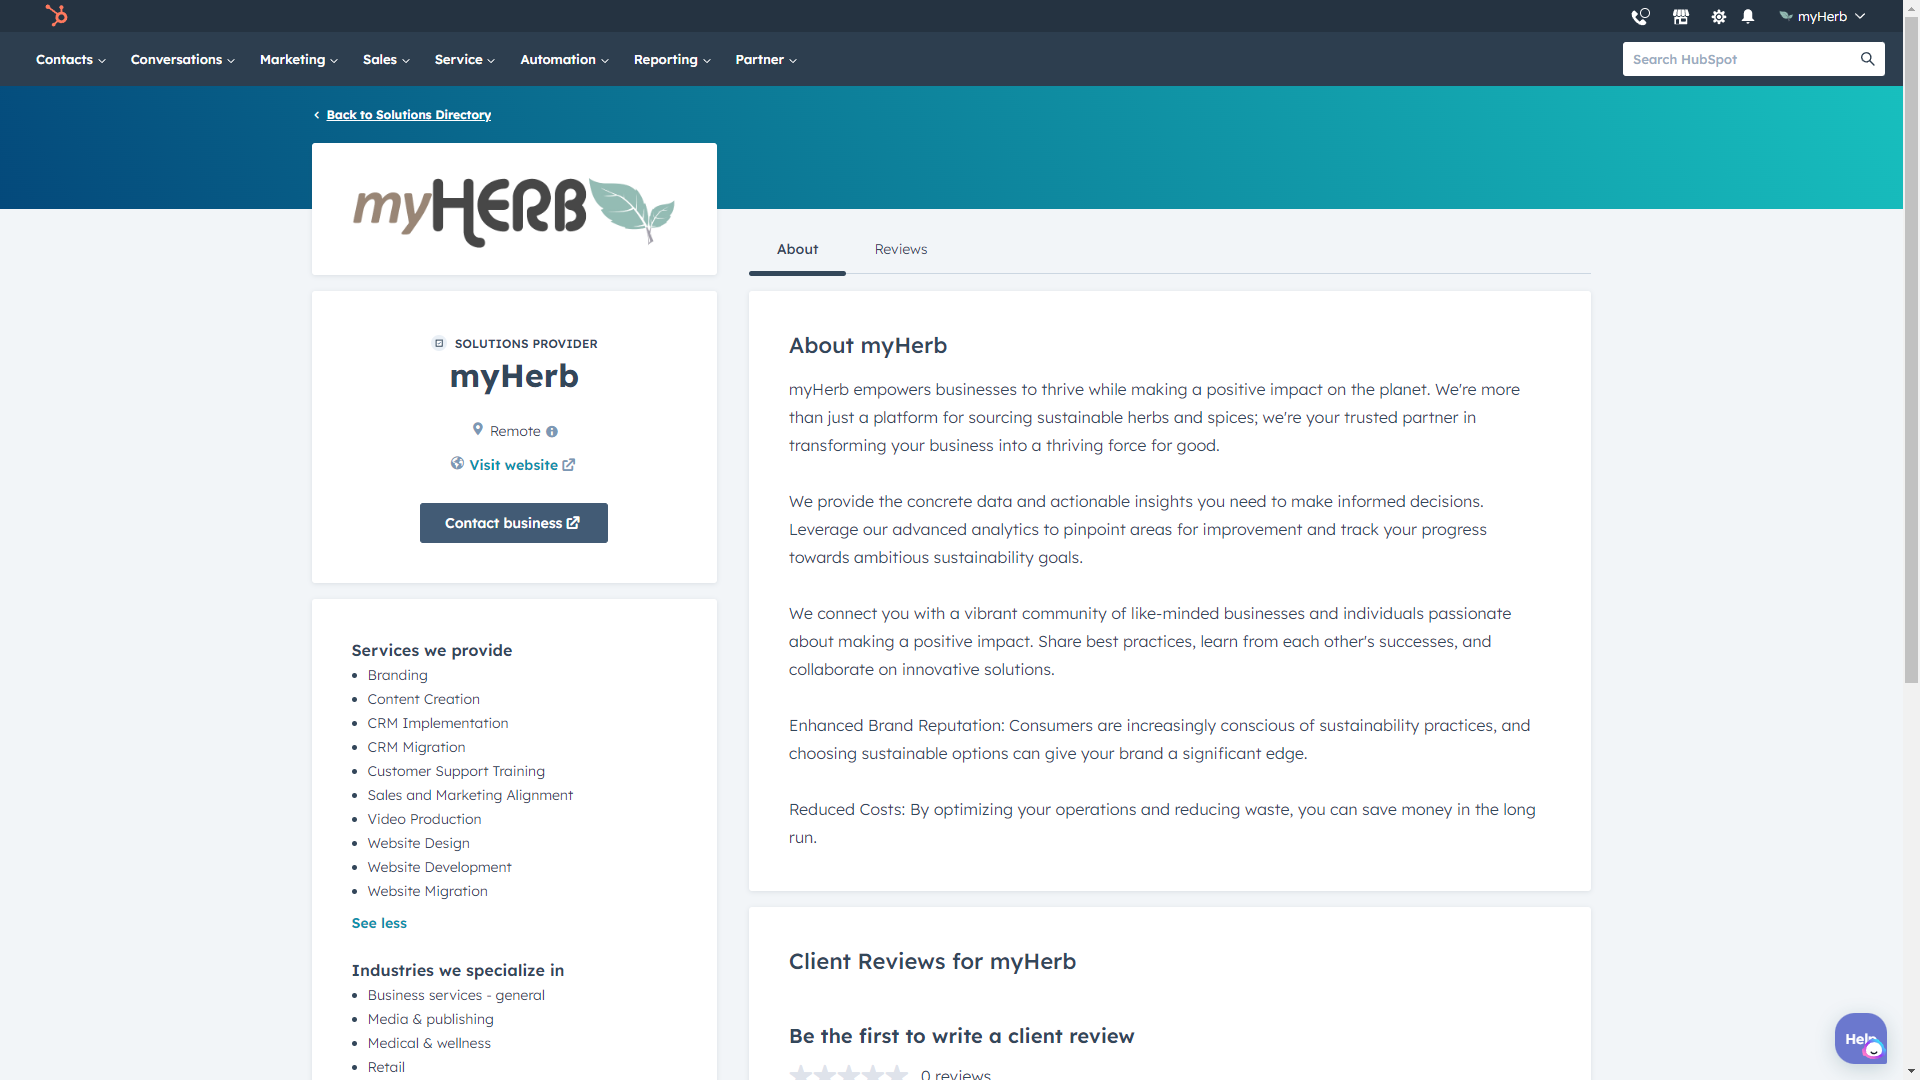 myHerb
Contacts
Conversations
Marketing
Sales
Service
Automation
Reporting
Partner
Search HubSpot
Back to Solutions Directory
myHERB
About
Reviews
SOLUTIONS PROVIDER
myHerb
Remote
Visit website
Contact business
Services we provide
Branding
Content Creation
CRM Implementation
CRM Migration
Customer Support Training
Sales and Marketing Alignment
Video Production
Website Design
Website Development
Website Migration
See less
Industries we specialize in
Business services - general
Media & publishing
Medical & wellness
Retail
About myHerb
myHerb empowers businesses to thrive while making a positive impact on the planet. We're more
than just a platform for sourcing sustainable herbs and spices; we're your trusted partner in
transforming your business into a thriving force for good.
We provide the concrete data and actionable insights you need to make informed decisions.
Leverage our advanced analytics to pinpoint areas for improvement and track your progress
towards ambitious sustainability goals.
We connect you with a vibrant community of like-minded businesses and individuals passionate
about making a positive impact. Share best practices, learn from each other's successes, and
collaborate on innovative solutions.
Enhanced Brand Reputation: Consumers are increasingly conscious of sustainability practices, and
choosing sustainable options can give your brand a significant edge.
Reduced Costs: By optimizing your operations and reducing waste, you can save money in the long
run.
Client Reviews for myHerb
Be the first to write a client review
0 reviews
Help